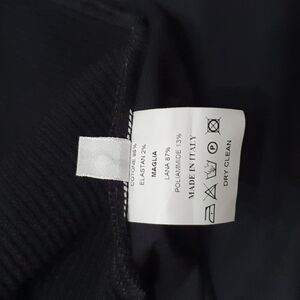 COTONE 98%
ELASTAN 2%
MAGLIA
LANA 87%
POLIAMMIDE 13%
MADE IN ITALY
P
DRY CLEAN